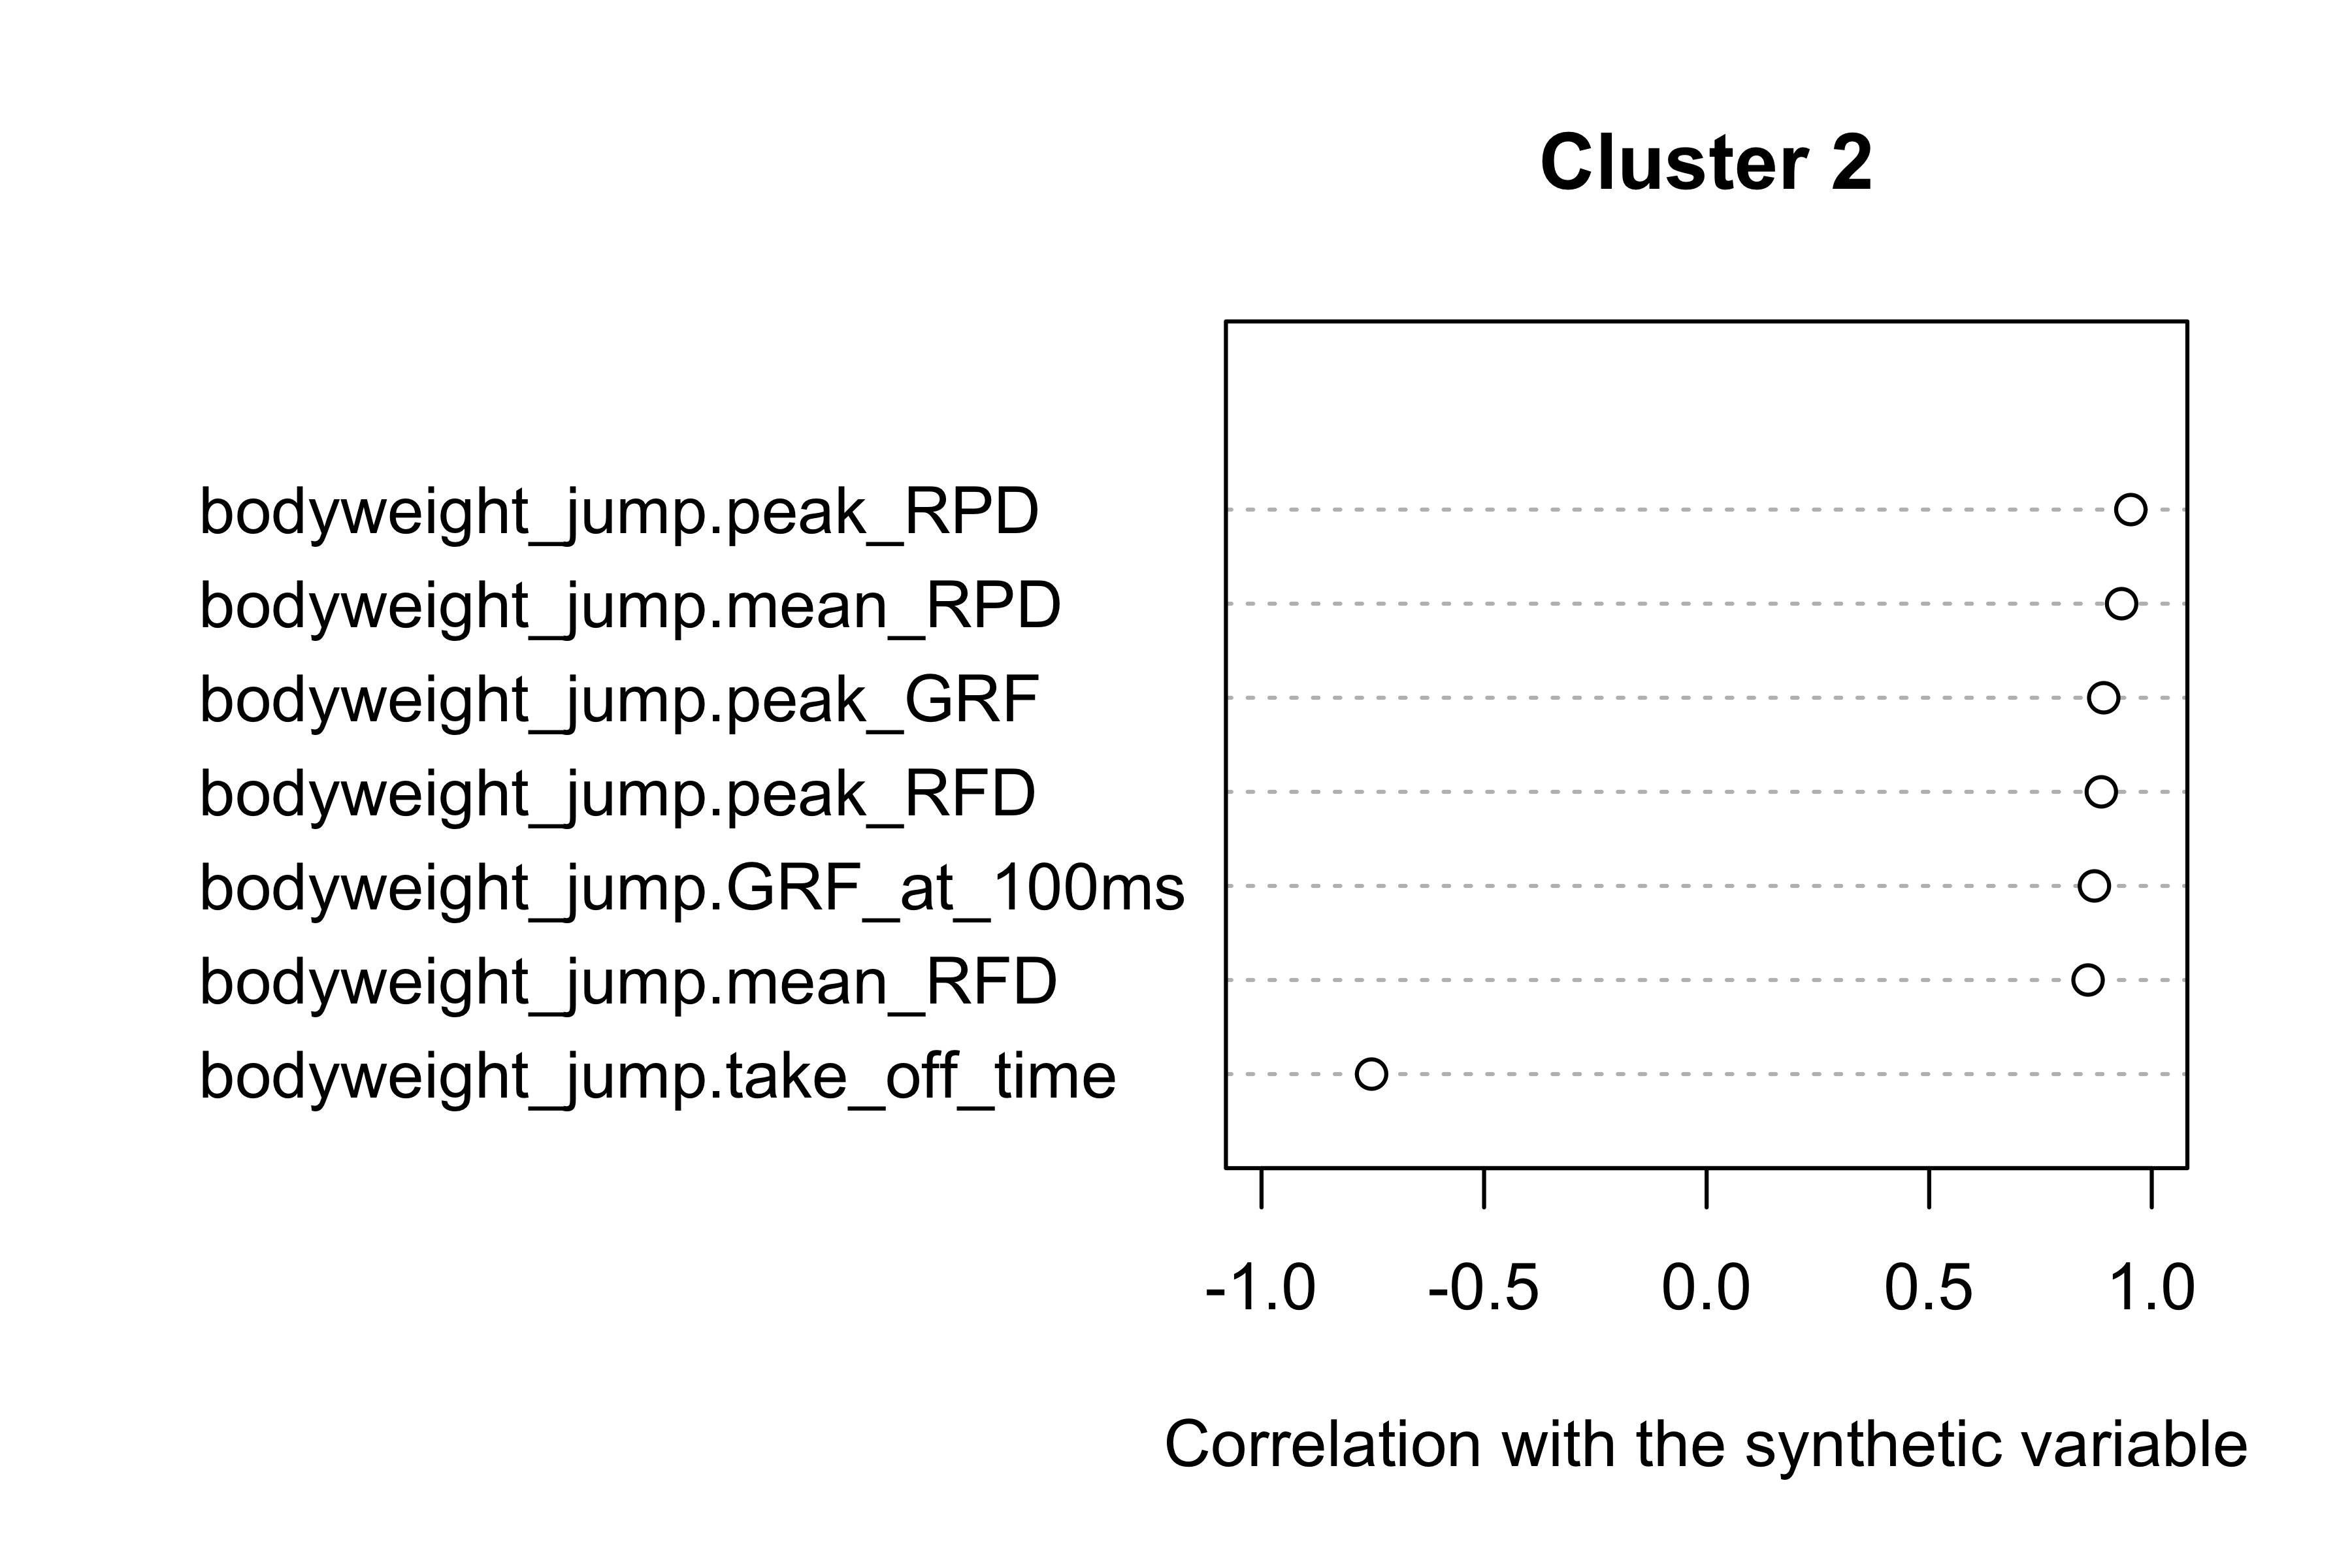 Cluster 2
bodyweight_jump.peak_RPD
bodyweight_jump.mean_RPD
bodyweight_jump.peak_GRF
bodyweight_jump.peak_RFD
bodyweight_jump.GRF_at_100ms
bodyweight_jump.mean_RFD
bodyweight_jump.take_off_time
-1.0 -0.5 0.0 0.5 1.0
Correlation with the synthetic variable